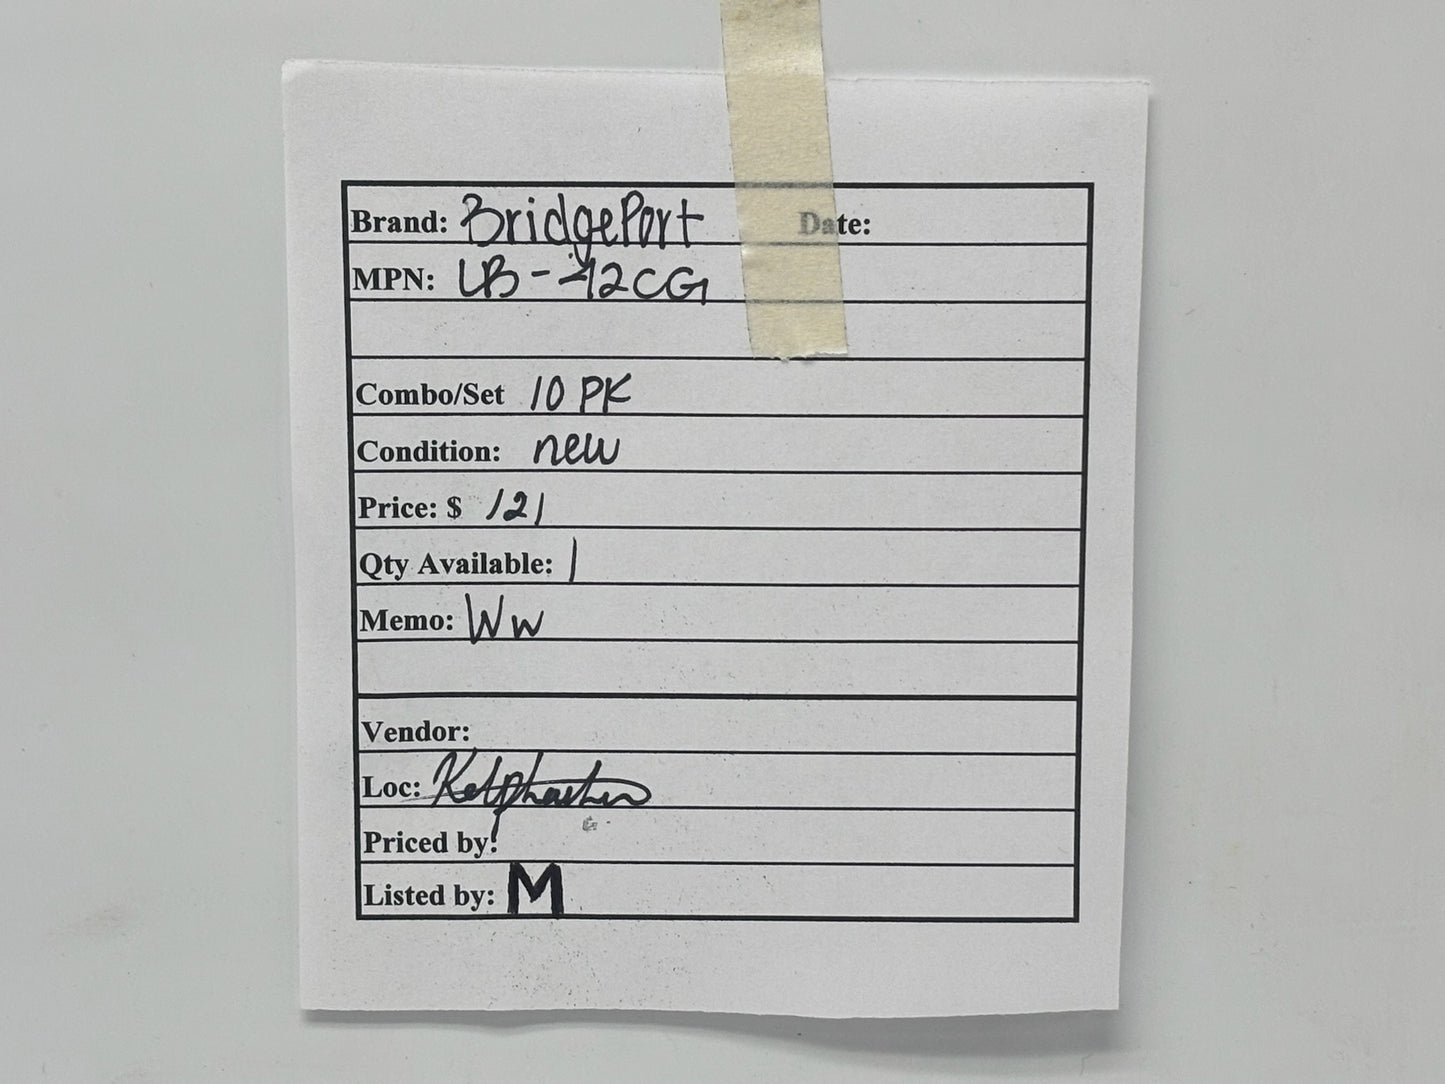 Brand: BridgePort Date:
MPN: LB-42CG
Combo/Set 10 PK
Condition: new
Price: $ 121
Qty Available: 1
Memo: WW
Vendor:
Loc:
Priced by:
Listed by: M